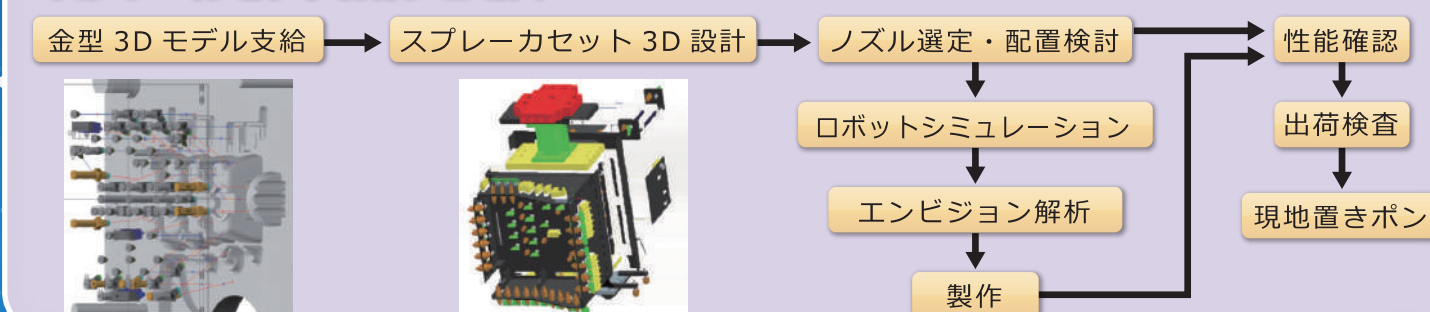 金型 3D モデル支給
スプレーカセット 3D 設計
ノズル選定・配置検討
性能確認
ロボットシミュレーション
出荷検査
エンビジョン解析
現地置きポン
製作